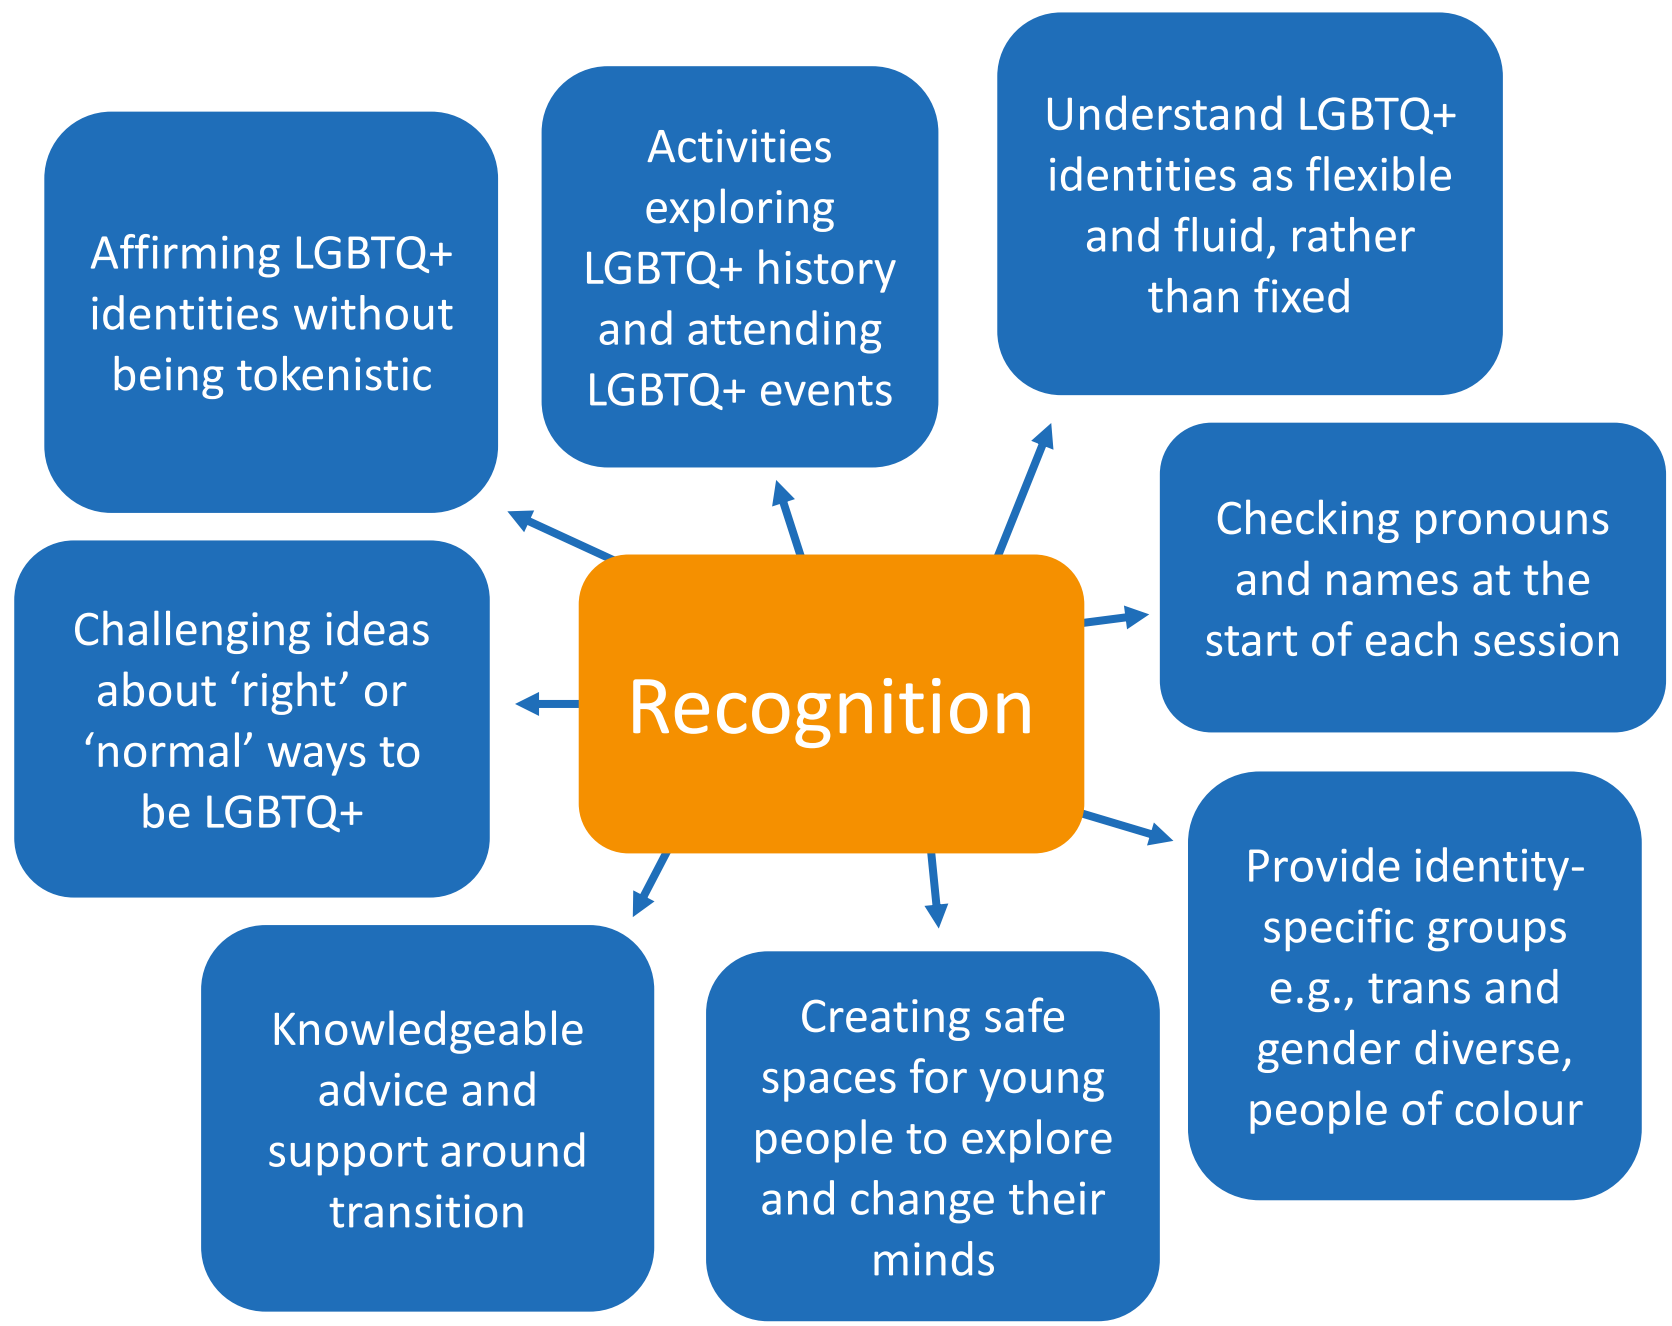 Affirming LGBTQ+
identities without
being tokenistic
Activities
exploring
LGBTQ+ history
and attending
LGBTQ+ events
Understand LGBTQ+
identities as flexible
and fluid, rather
than fixed
Checking pronouns
and names at the
start of each session
Challenging ideas
about ‘right’ or
‘normal’ ways to
be LGBTQ+
Recognition
Provide identity-
specific groups
e.g., trans and
gender diverse,
people of colour
Knowledgeable
advice and
support around
transition
Creating safe
spaces for young
people to explore
and change their
minds